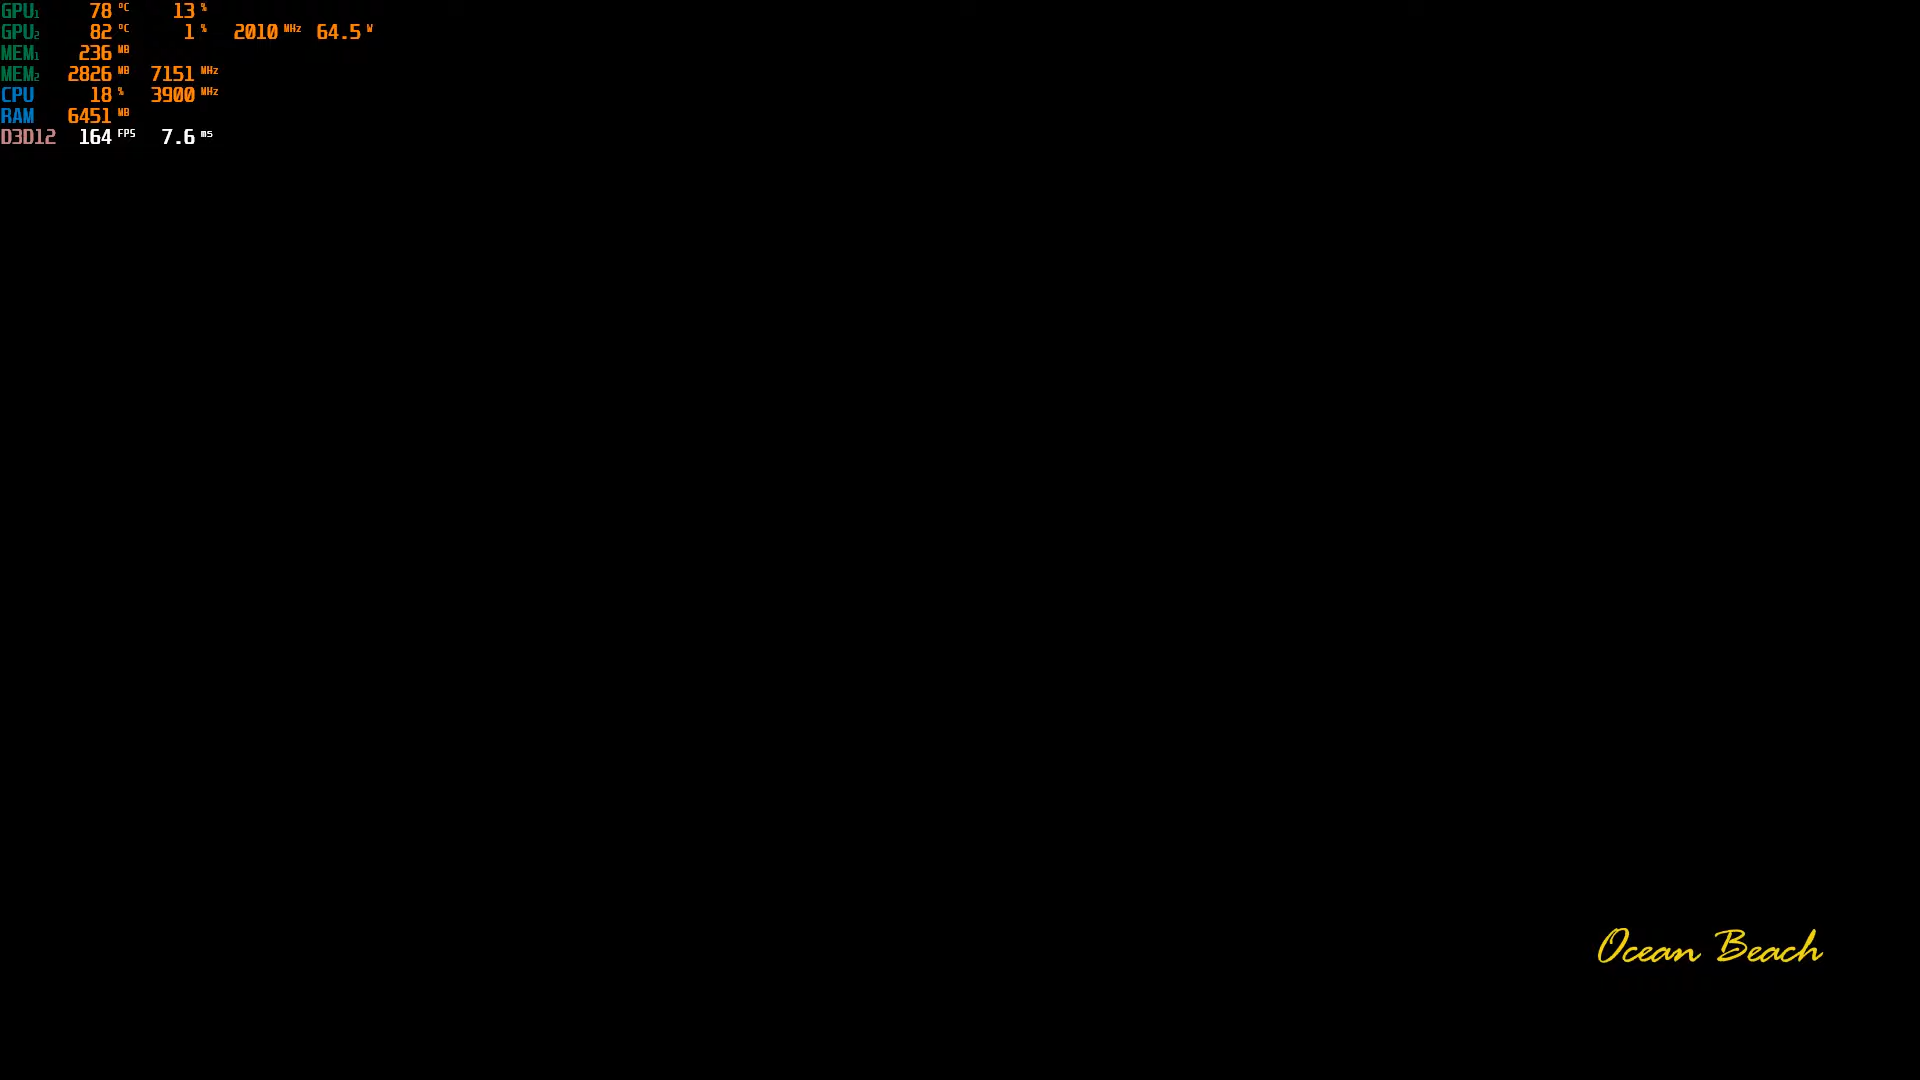 GPU1 78 °C 13 %
GPU2 82 °C 1 % 2010 MHz 64.5 W
MEM1 236 MB
MEM2 2826 MB 7151 MHz
CPU 18 % 3900 MHz
RAM 6451 MB
D3D12 164 FPS 7.6 ms
Ocean Beach